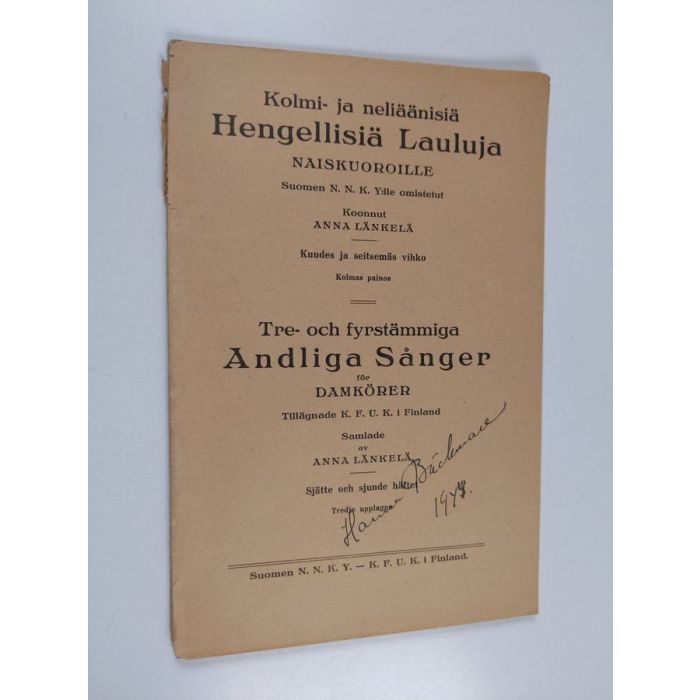 Kolmi- ja neliäänisiä
Hengellisiä Lauluja
NAISKUOROILLE
Suomen N. N. K. Y:lle omistetut
Koonnut
ANNA LÄNKELÄ
Kuudes ja seitsemäs vihko
Kolmas painos
Tre- och fyrstämmiga
Andliga Sånger
för
DAMKÖRER
Tillägnade K. F. U. K. i Finland
Samlade
av
ANNA LÄNKELÄ
Sjätte och sjunde häftet
Tredje upplagan
Bäckman
Suomen N. N. K. Y. — K. F. U. K. i Finland.